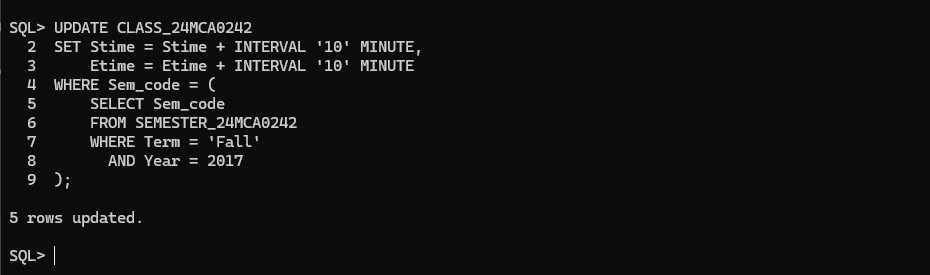 SQL> UPDATE CLASS_24MCA0242
  2  SET Stime = Stime + INTERVAL '10' MINUTE,
  3      Etime = Etime + INTERVAL '10' MINUTE
  4  WHERE Sem_code = (
  5      SELECT Sem_code
  6      FROM SEMESTER_24MCA0242
  7      WHERE Term = 'Fall'
  8        AND Year = 2017
  9  );
5 rows updated.
SQL>